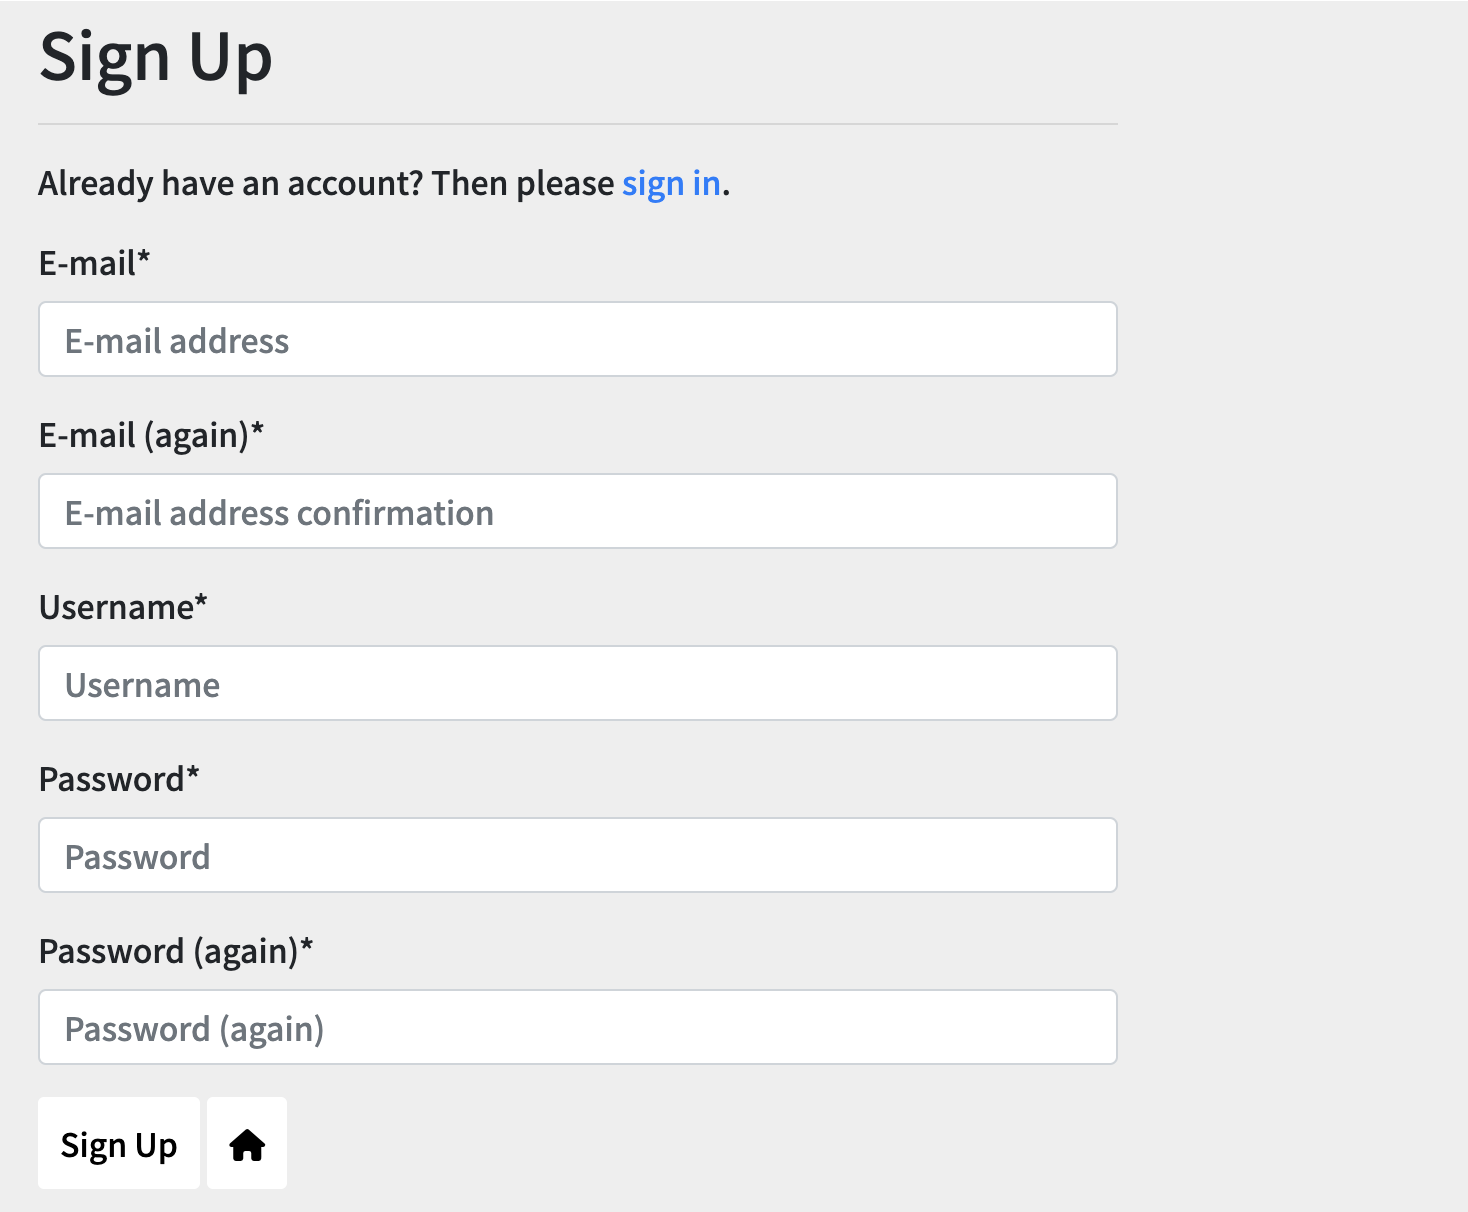 Sign Up
Already have an account? Then please sign in.
E-mail*
E-mail address
E-mail (again)*
E-mail address confirmation
Username*
Username
Password*
Password
Password (again)*
Password (again)
Sign Up